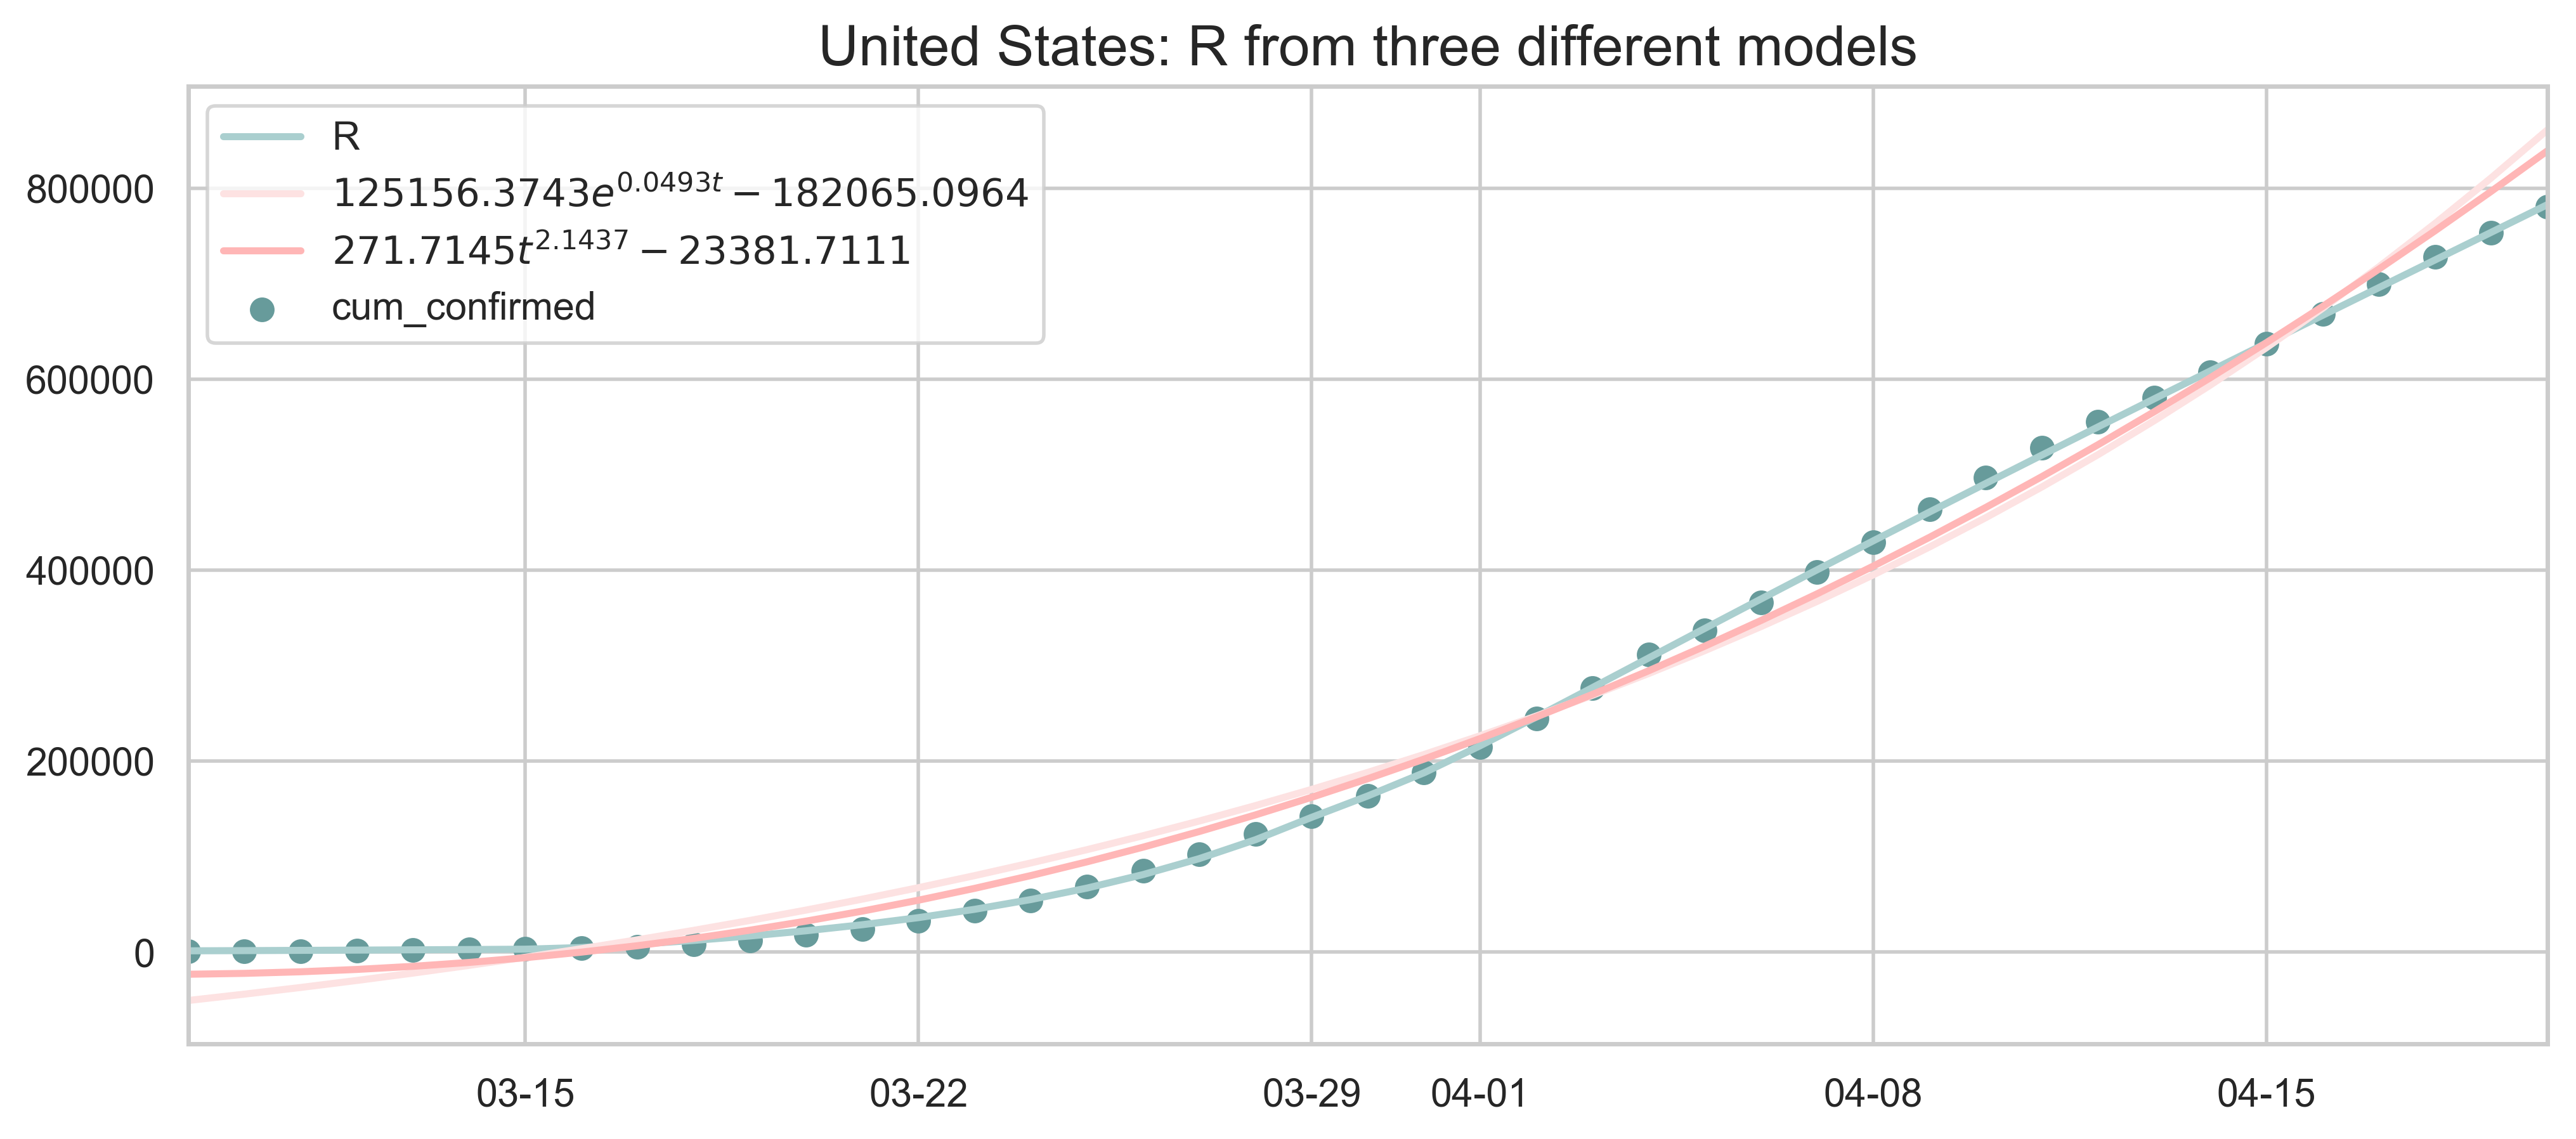 United States: R from three different models
R
125156.3743e^{0.0493t} − 182065.0964
271.7145t^{2.1437} − 23381.7111
cum_confirmed
800000
600000
400000
200000
0
03-15 03-22 03-29 04-01 04-08 04-15